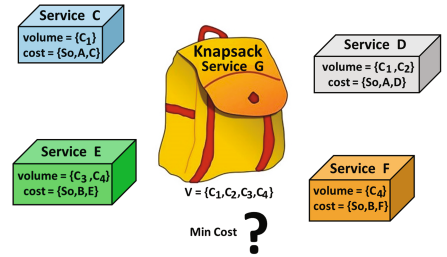 Service C
volume = {C₁}
cost = {So,A,C}
Knapsack
Service G
Service D
volume = {C₁,C₂}
cost = {So,A,D}
Service E
volume = {C₃,C₄}
cost = {So,B,E}
Service F
volume = {C₄}
cost = {So,B,F}
V = {C₁,C₂,C₃,C₄}
Min Cost ?